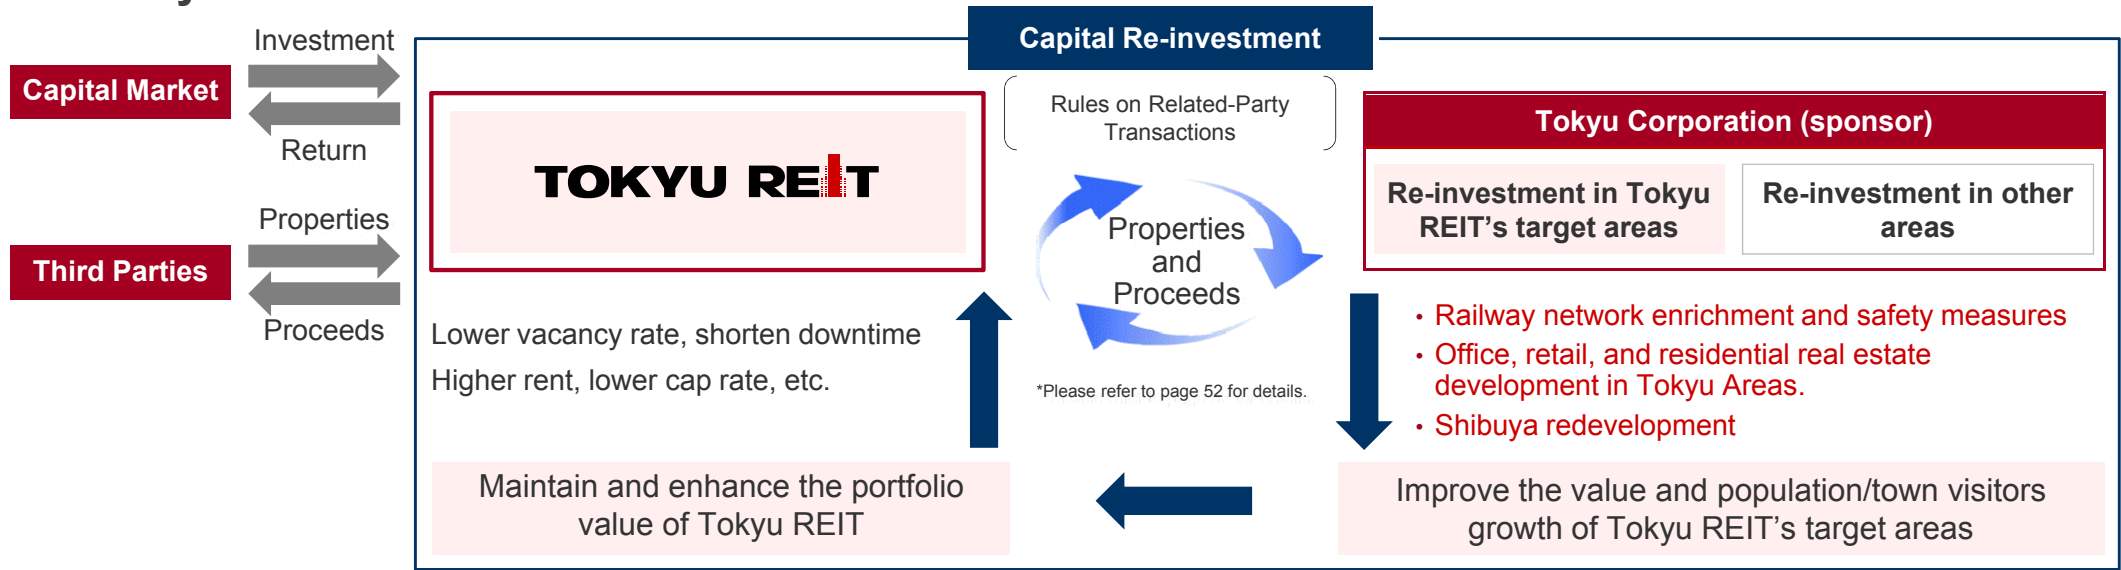 Capital Re-investment
Investment
Capital Market
Return
Properties
Third Parties
Proceeds
TOKYU REIT
Rules on Related-Party
Transactions
Properties
and
Proceeds
*Please refer to page 52 for details.
Tokyu Corporation (sponsor)
Re-investment in Tokyu
REIT’s target areas
Re-investment in other
areas
Lower vacancy rate, shorten downtime
Higher rent, lower cap rate, etc.
• Railway network enrichment and safety measures
• Office, retail, and residential real estate
development in Tokyu Areas.
• Shibuya redevelopment
Maintain and enhance the portfolio
value of Tokyu REIT
Improve the value and population/town visitors
growth of Tokyu REIT’s target areas